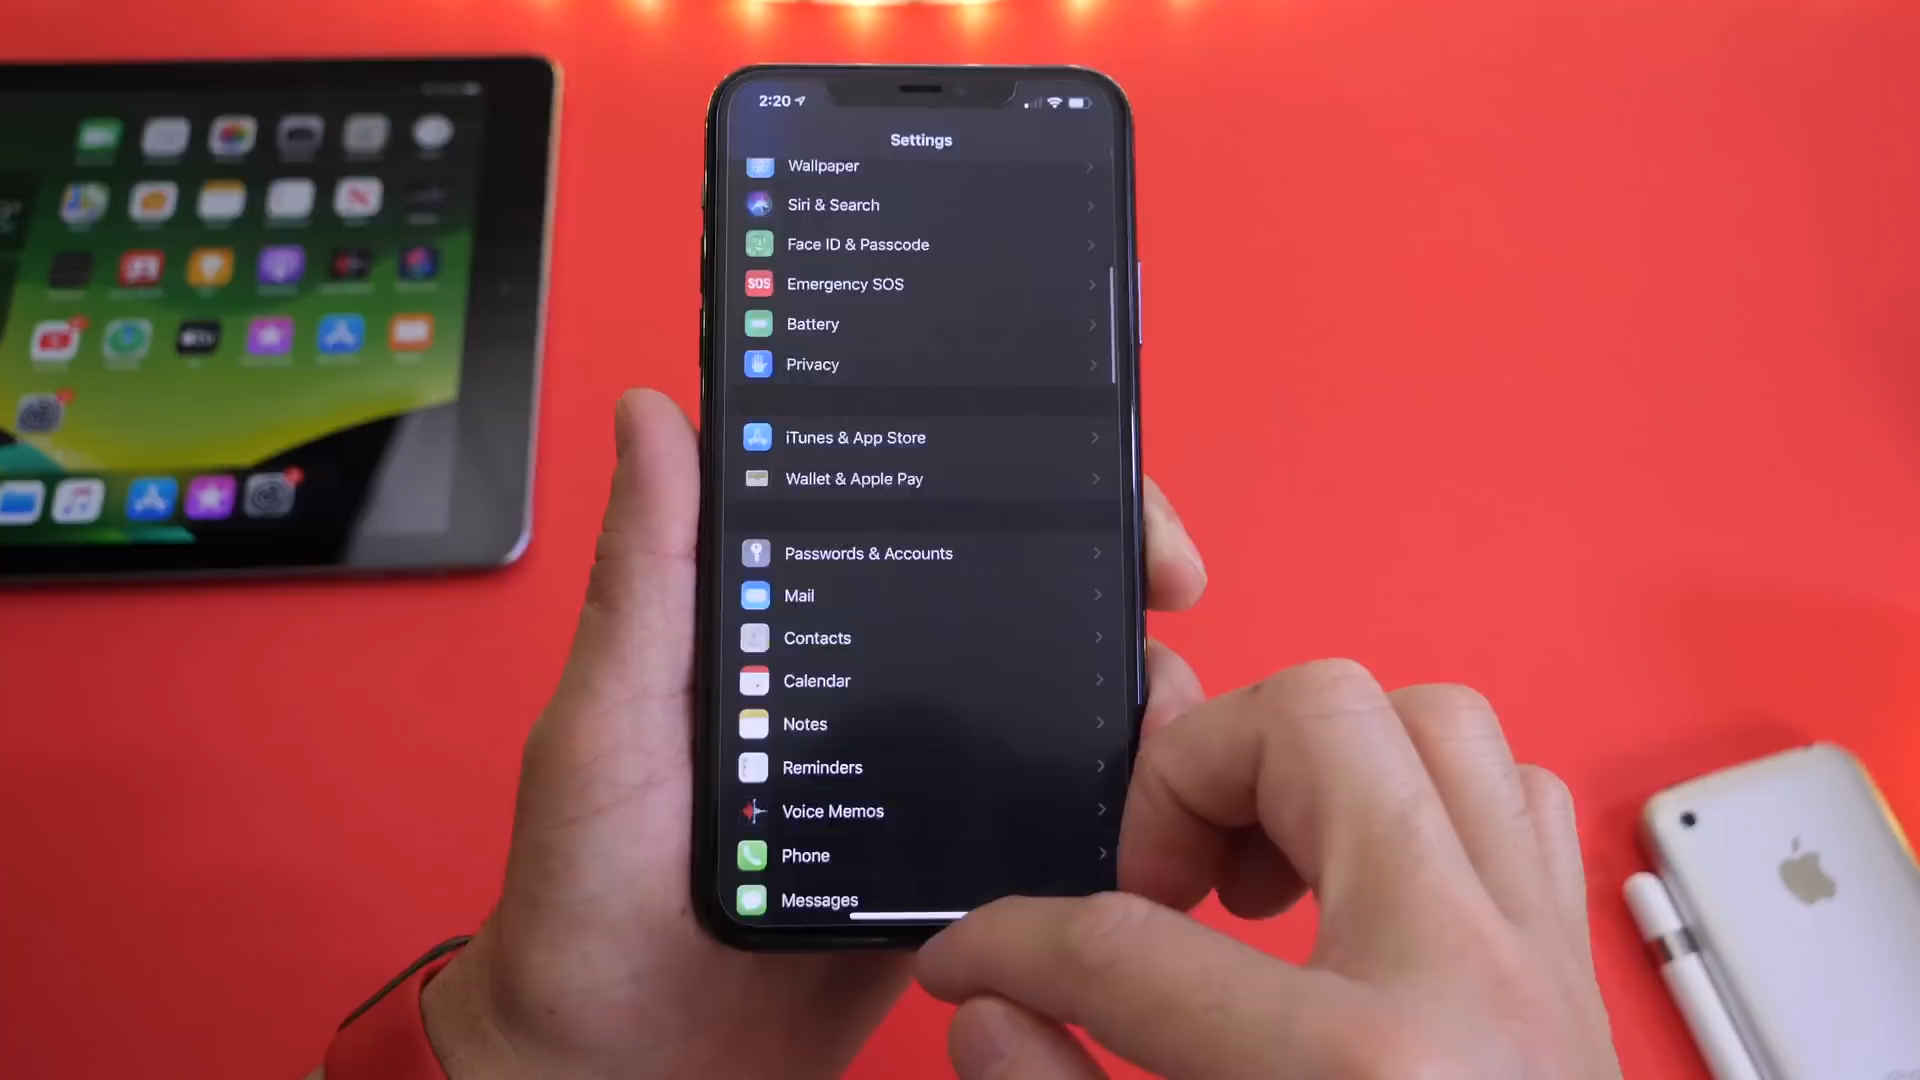 2:20
Settings
Wallpaper
Siri & Search
Face ID & Passcode
SOS
Emergency SOS
Battery
Privacy
iTunes & App Store
Wallet & Apple Pay
Passwords & Accounts
Mail
Contacts
Calendar
Notes
Reminders
Voice Memos
Phone
Messages